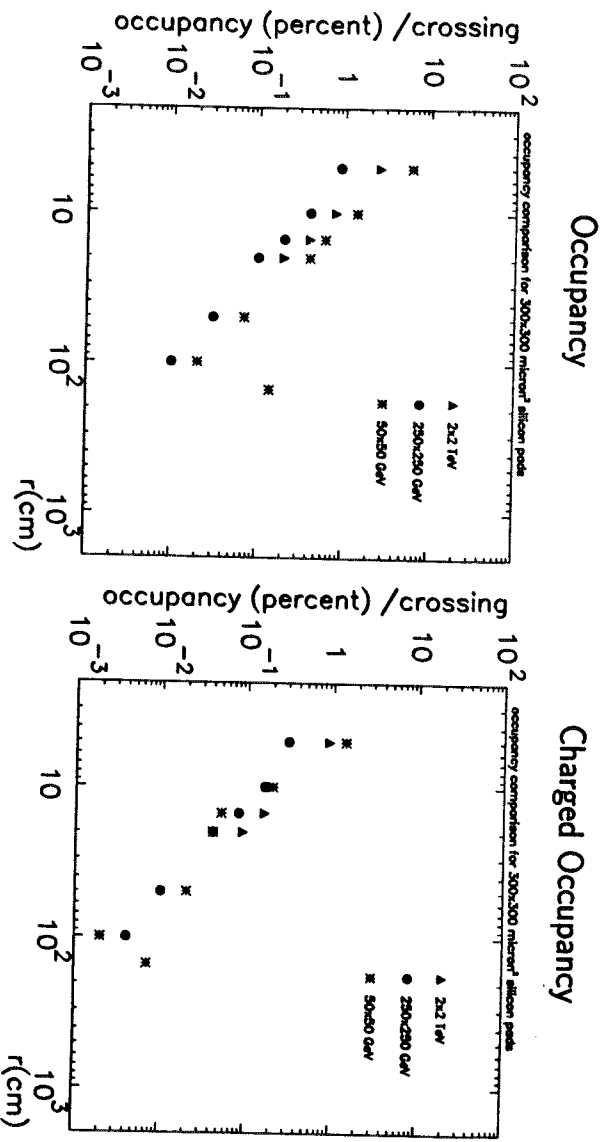 Occupancy
occupancy comparison for 300x300 micron² silicon pads
occupancy (percent) /crossing
10²
10
1
10⁻¹
10⁻²
10⁻³
▲ 2x2 TeV
● 250x250 GeV
✳ 50x50 GeV
10
10²
10³
r(cm)
Charged Occupancy
occupancy comparison for 300x300 micron² silicon pads
occupancy (percent) /crossing
10²
10
1
10⁻¹
10⁻²
10⁻³
▲ 2x2 TeV
● 250x250 GeV
✳ 50x50 GeV
10
10²
10³
r(cm)